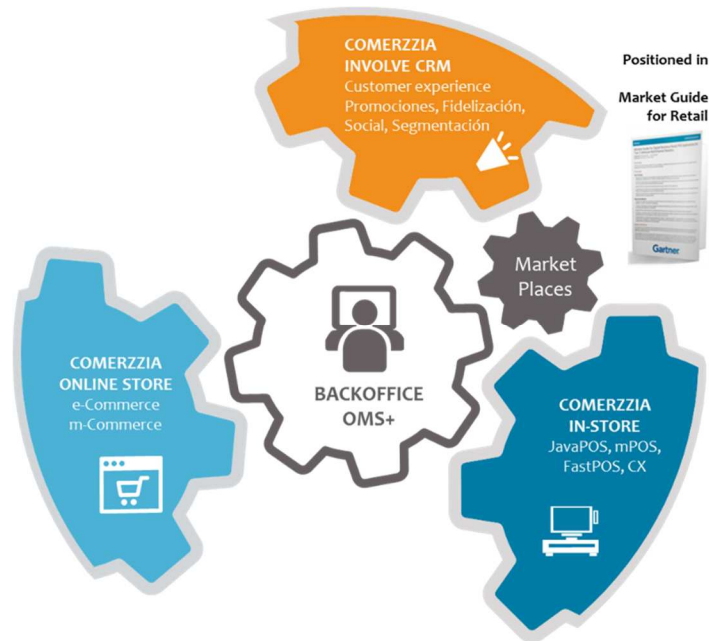 COMERZZIA
INVOLVE CRM
Customer experience
Promociones, Fidelización,
Social, Segmentación
Positioned in
Market Guide
for Retail
Gartner
Market
Places
BACKOFFICE
OMS+
COMERZZIA
ONLINE STORE
e-Commerce
m-Commerce
COMERZZIA
IN-STORE
JavaPOS, mPOS,
FastPOS, CX